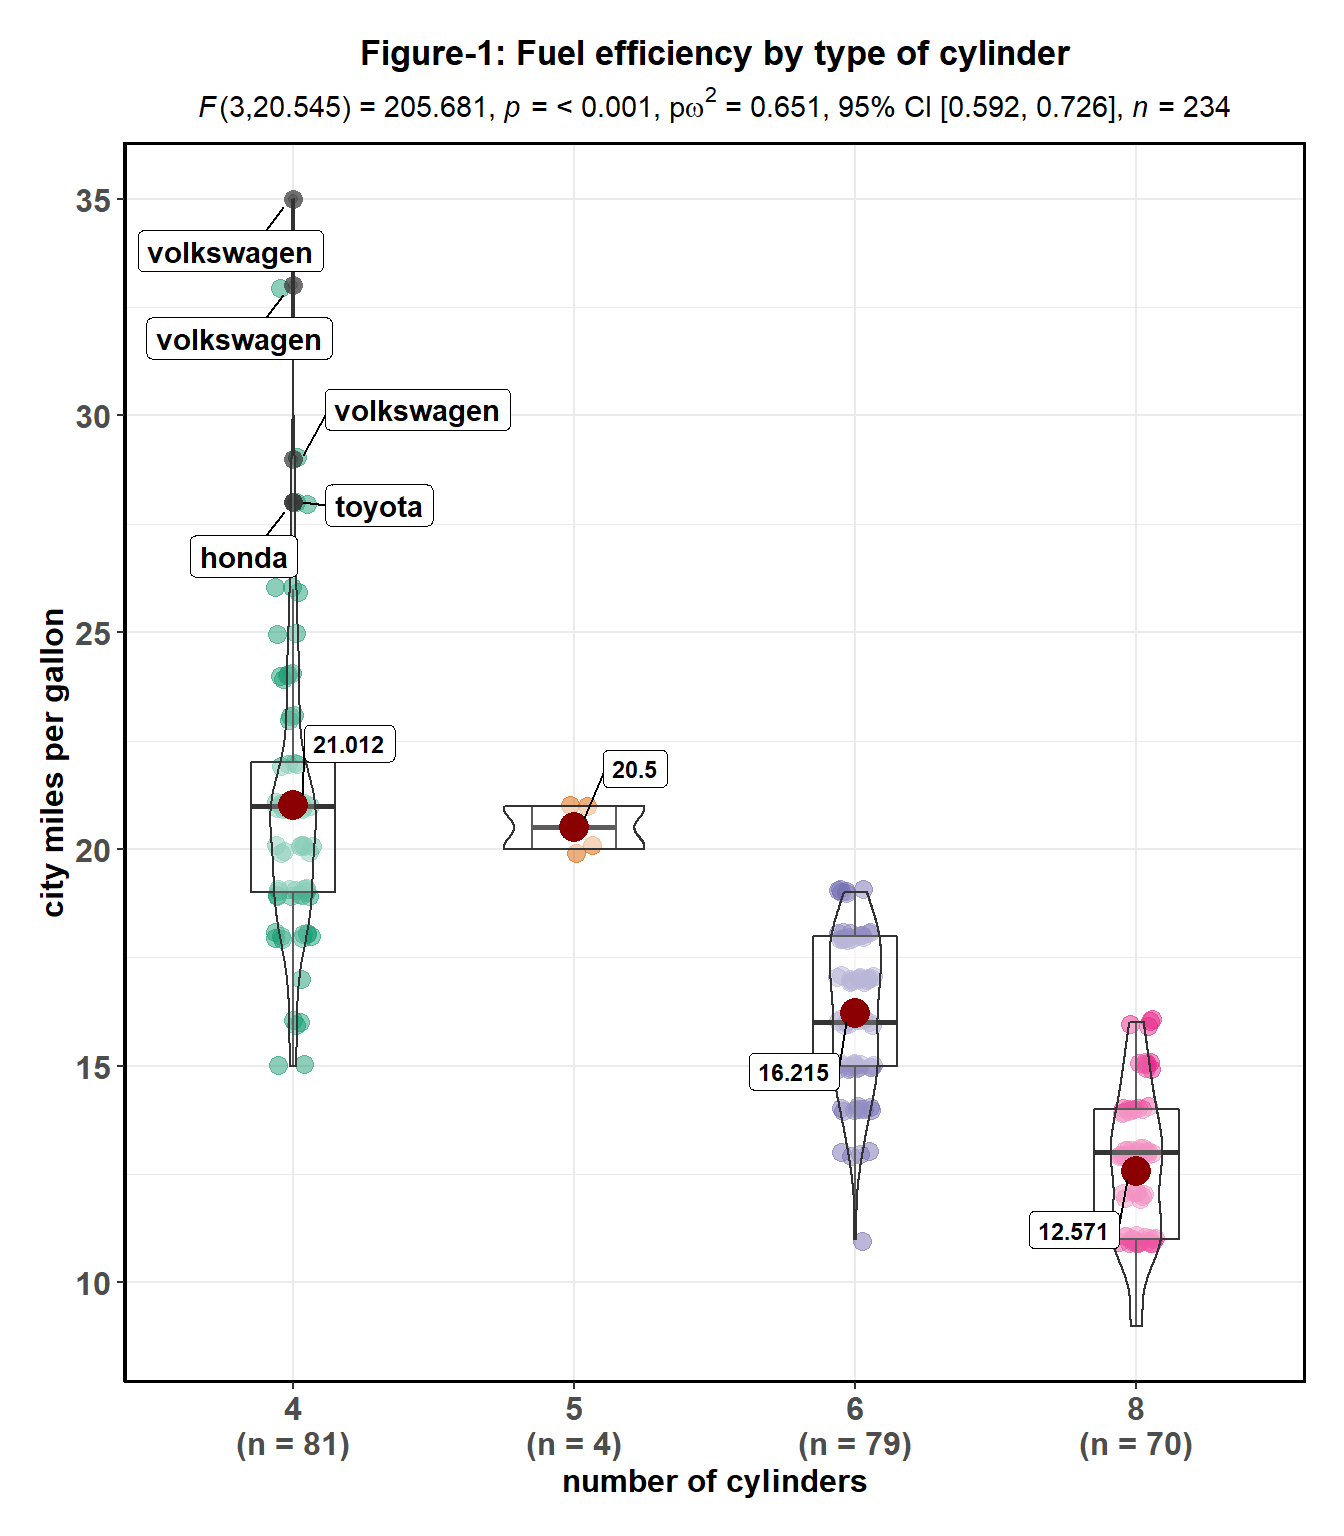 Figure-1: Fuel efficiency by type of cylinder
F(3,20.545) = 205.681, p = < 0.001, pω² = 0.651, 95% CI [0.592, 0.726], n = 234
35
volkswagen
volkswagen
volkswagen
30
toyota
honda
25
21.012
20.5
20
16.215
15
12.571
10
city miles per gallon
4
(n = 81)
5
(n = 4)
6
(n = 79)
8
(n = 70)
number of cylinders